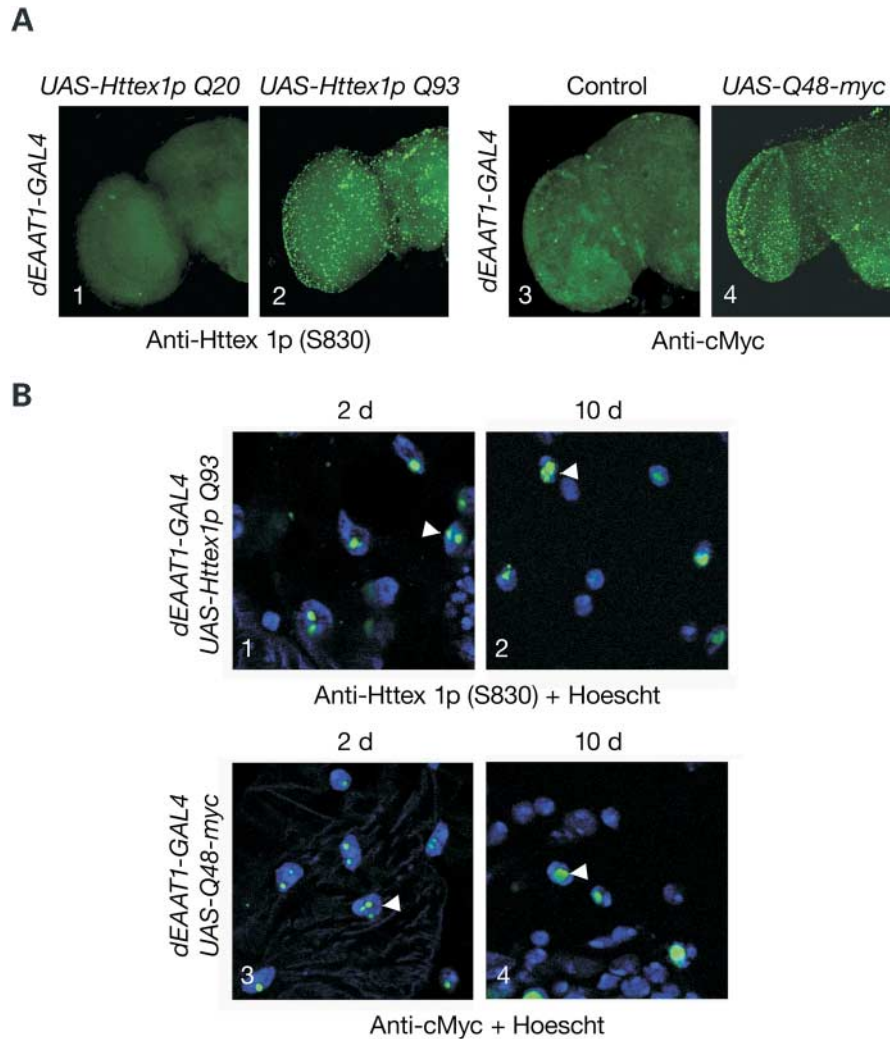 A
UAS-Httex1p Q20 UAS-Httex1p Q93 Control UAS-Q48-myc
dEAAT1-GAL4
1
2
dEAAT1-GAL4
3
4
Anti-Httex 1p (S830) Anti-cMyc
B
2 d 10 d
dEAAT1-GAL4
UAS-Httex1p Q93
1
2
Anti-Httex 1p (S830) + Hoescht
2 d 10 d
dEAAT1-GAL4
UAS-Q48-myc
3
4
Anti-cMyc + Hoescht